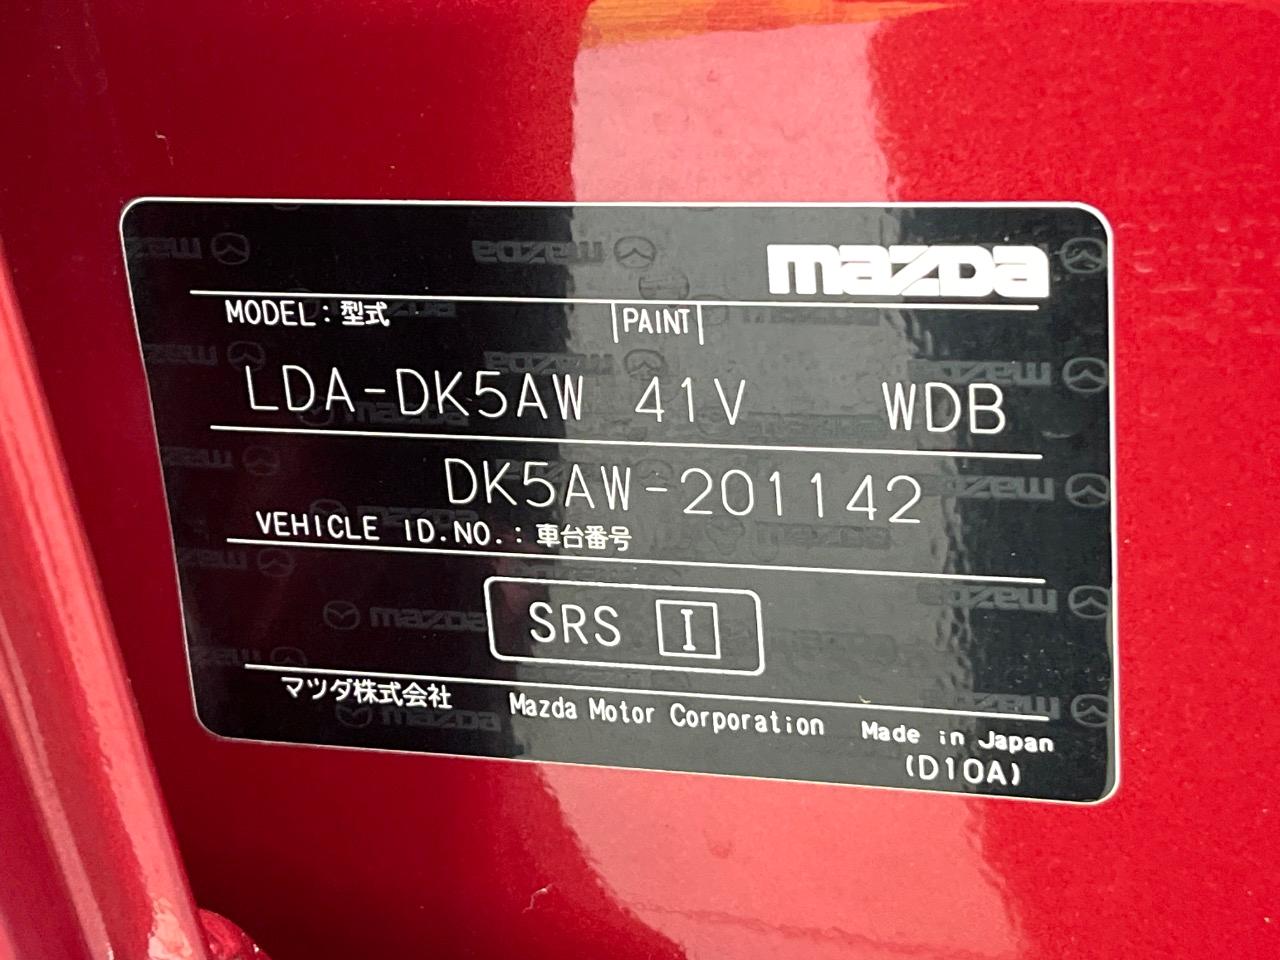 mazda
MODEL:型式 PAINT
LDA-DK5AW 41V WDB
DK5AW-201142
VEHICLE ID.NO.:車台番号
SRS I
マツダ株式会社 Mazda Motor Corporation Made in Japan
(D10A)